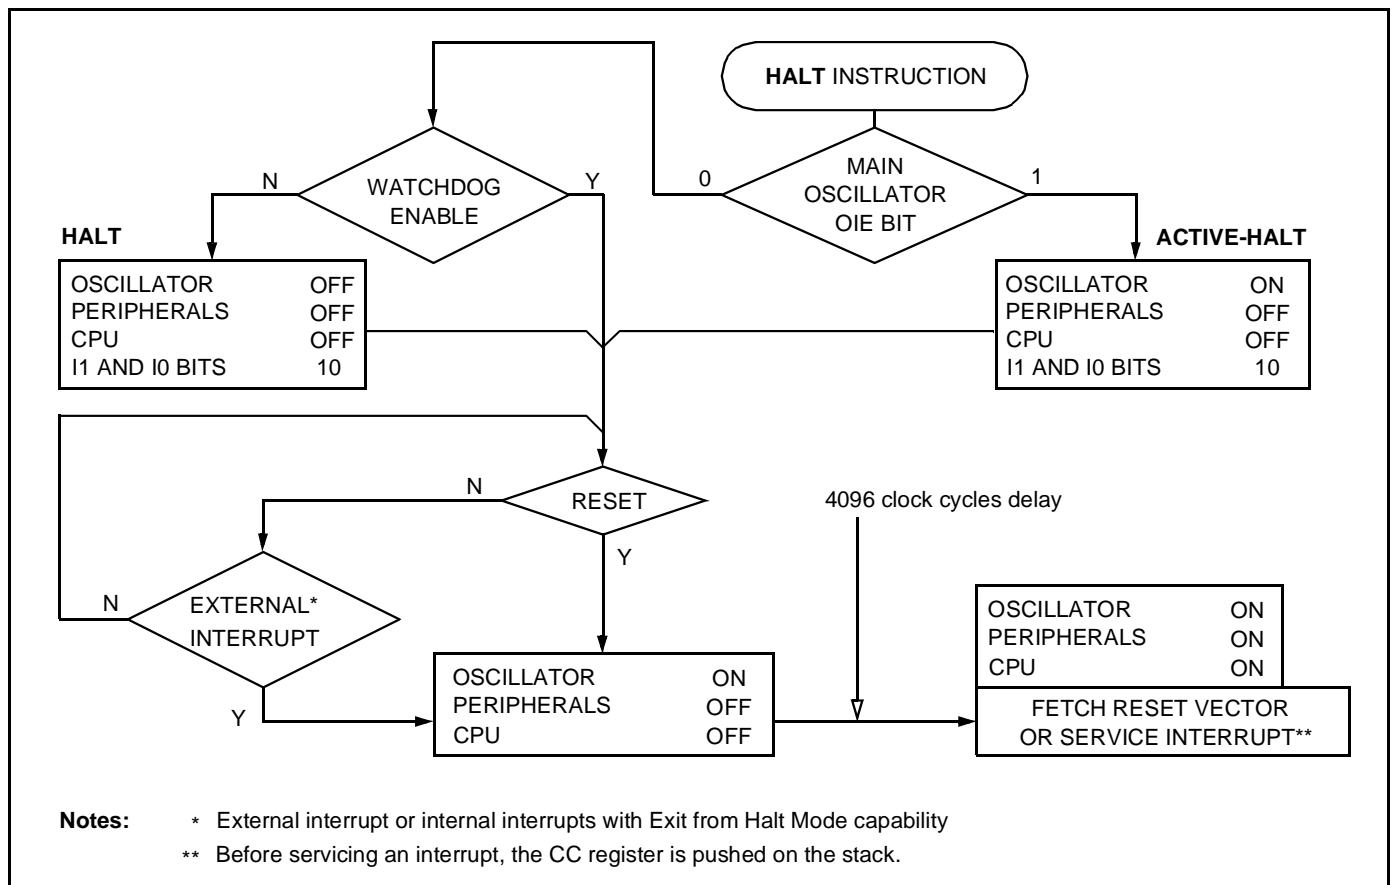 HALT INSTRUCTION
MAIN
OSCILLATOR
OIE BIT
0
1
WATCHDOG
ENABLE
N
Y
HALT
OSCILLATOR OFF
PERIPHERALS OFF
CPU OFF
I1 AND I0 BITS 10
ACTIVE-HALT
OSCILLATOR ON
PERIPHERALS OFF
CPU OFF
I1 AND I0 BITS 10
RESET
N
Y
4096 clock cycles delay
EXTERNAL*
INTERRUPT
N
Y
OSCILLATOR ON
PERIPHERALS OFF
CPU OFF
OSCILLATOR ON
PERIPHERALS ON
CPU ON
FETCH RESET VECTOR
OR SERVICE INTERRUPT**
Notes: * External interrupt or internal interrupts with Exit from Halt Mode capability
** Before servicing an interrupt, the CC register is pushed on the stack.